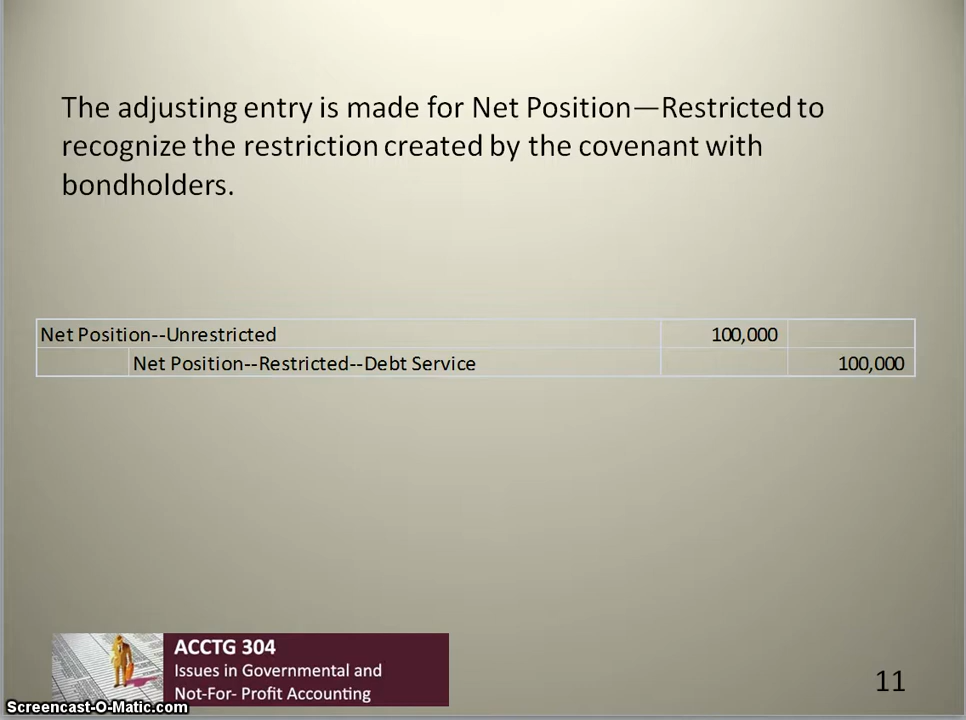 The adjusting entry is made for Net Position—Restricted to
recognize the restriction created by the covenant with
bondholders.
Net Position--Unrestricted 100,000
Net Position--Restricted--Debt Service 100,000
ACCTG 304
Issues in Governmental and
Not-For- Profit Accounting
11
Screencast-O-Matic.com